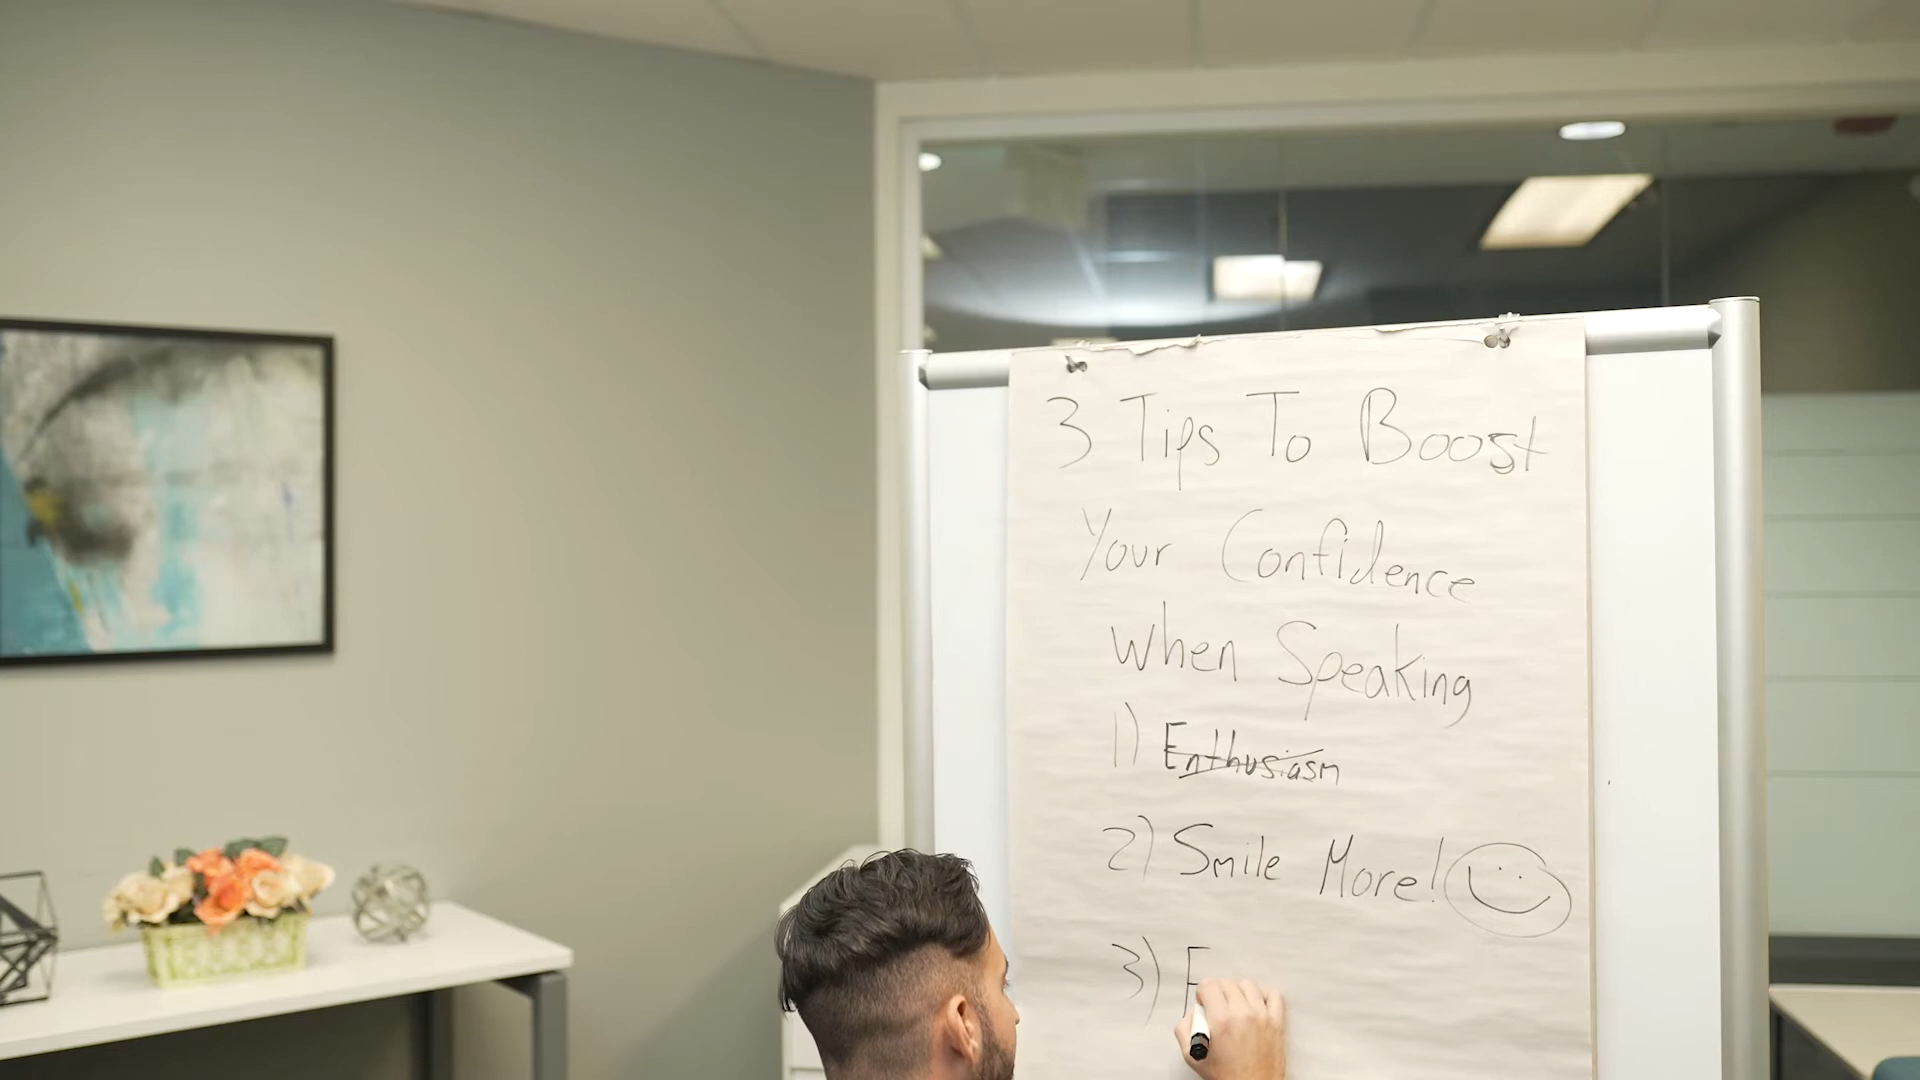 3 Tips To Boost
Your Confidence
When Speaking
1) Enthusiasm
2) Smile More!
3) F